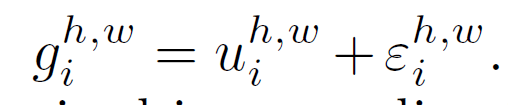 g_i^{h,w} = u_i^{h,w} + ε_i^{h,w}.